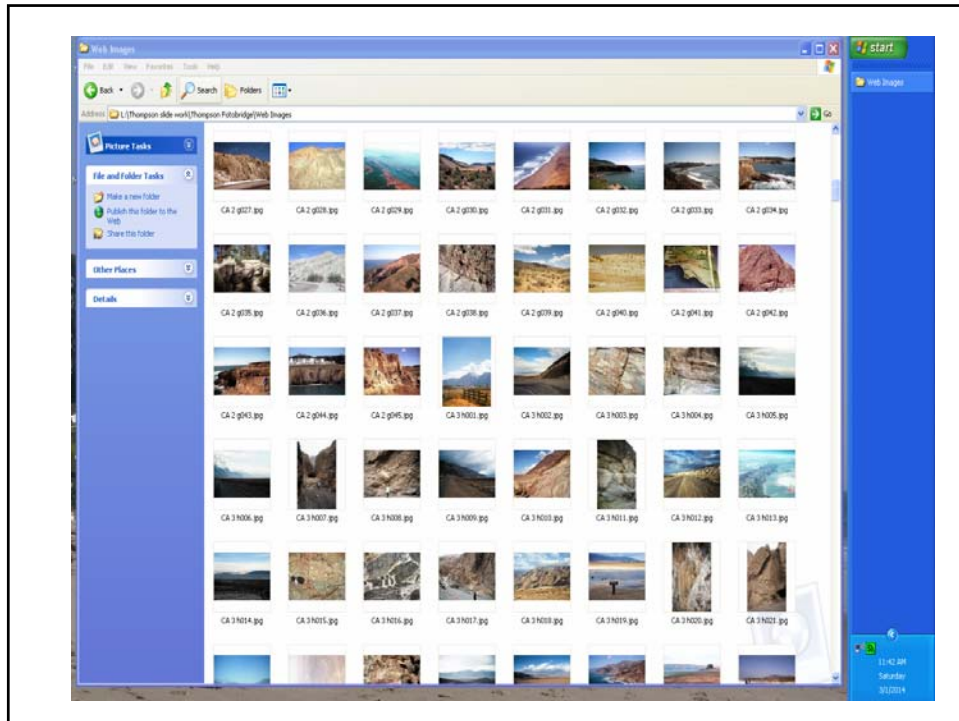 Web Images
start
File Edit View Favorites Tools Help
Web Images
Back Search Folders
Address L:\Thompson slide work\Thompson Fotobridge\Web Images Go
Picture Tasks
File and Folder Tasks
Make a new folder
Publish this folder to the
Web
Share this folder
Other Places
Details
CA 2 g027.jpg CA 2 g028.jpg CA 2 g029.jpg CA 2 g030.jpg CA 2 g031.jpg CA 2 g032.jpg CA 2 g033.jpg CA 2 g034.jpg
CA 2 g035.jpg CA 2 g036.jpg CA 2 g037.jpg CA 2 g038.jpg CA 2 g039.jpg CA 2 g040.jpg CA 2 g041.jpg CA 2 g042.jpg
CA 2 g043.jpg CA 2 g044.jpg CA 2 g045.jpg CA 3 h001.jpg CA 3 h002.jpg CA 3 h003.jpg CA 3 h004.jpg CA 3 h005.jpg
CA 3 h006.jpg CA 3 h007.jpg CA 3 h008.jpg CA 3 h009.jpg CA 3 h010.jpg CA 3 h011.jpg CA 3 h012.jpg CA 3 h013.jpg
CA 3 h014.jpg CA 3 h015.jpg CA 3 h016.jpg CA 3 h017.jpg CA 3 h018.jpg CA 3 h019.jpg CA 3 h020.jpg CA 3 h021.jpg
11:42 AM
Saturday
3/1/2014